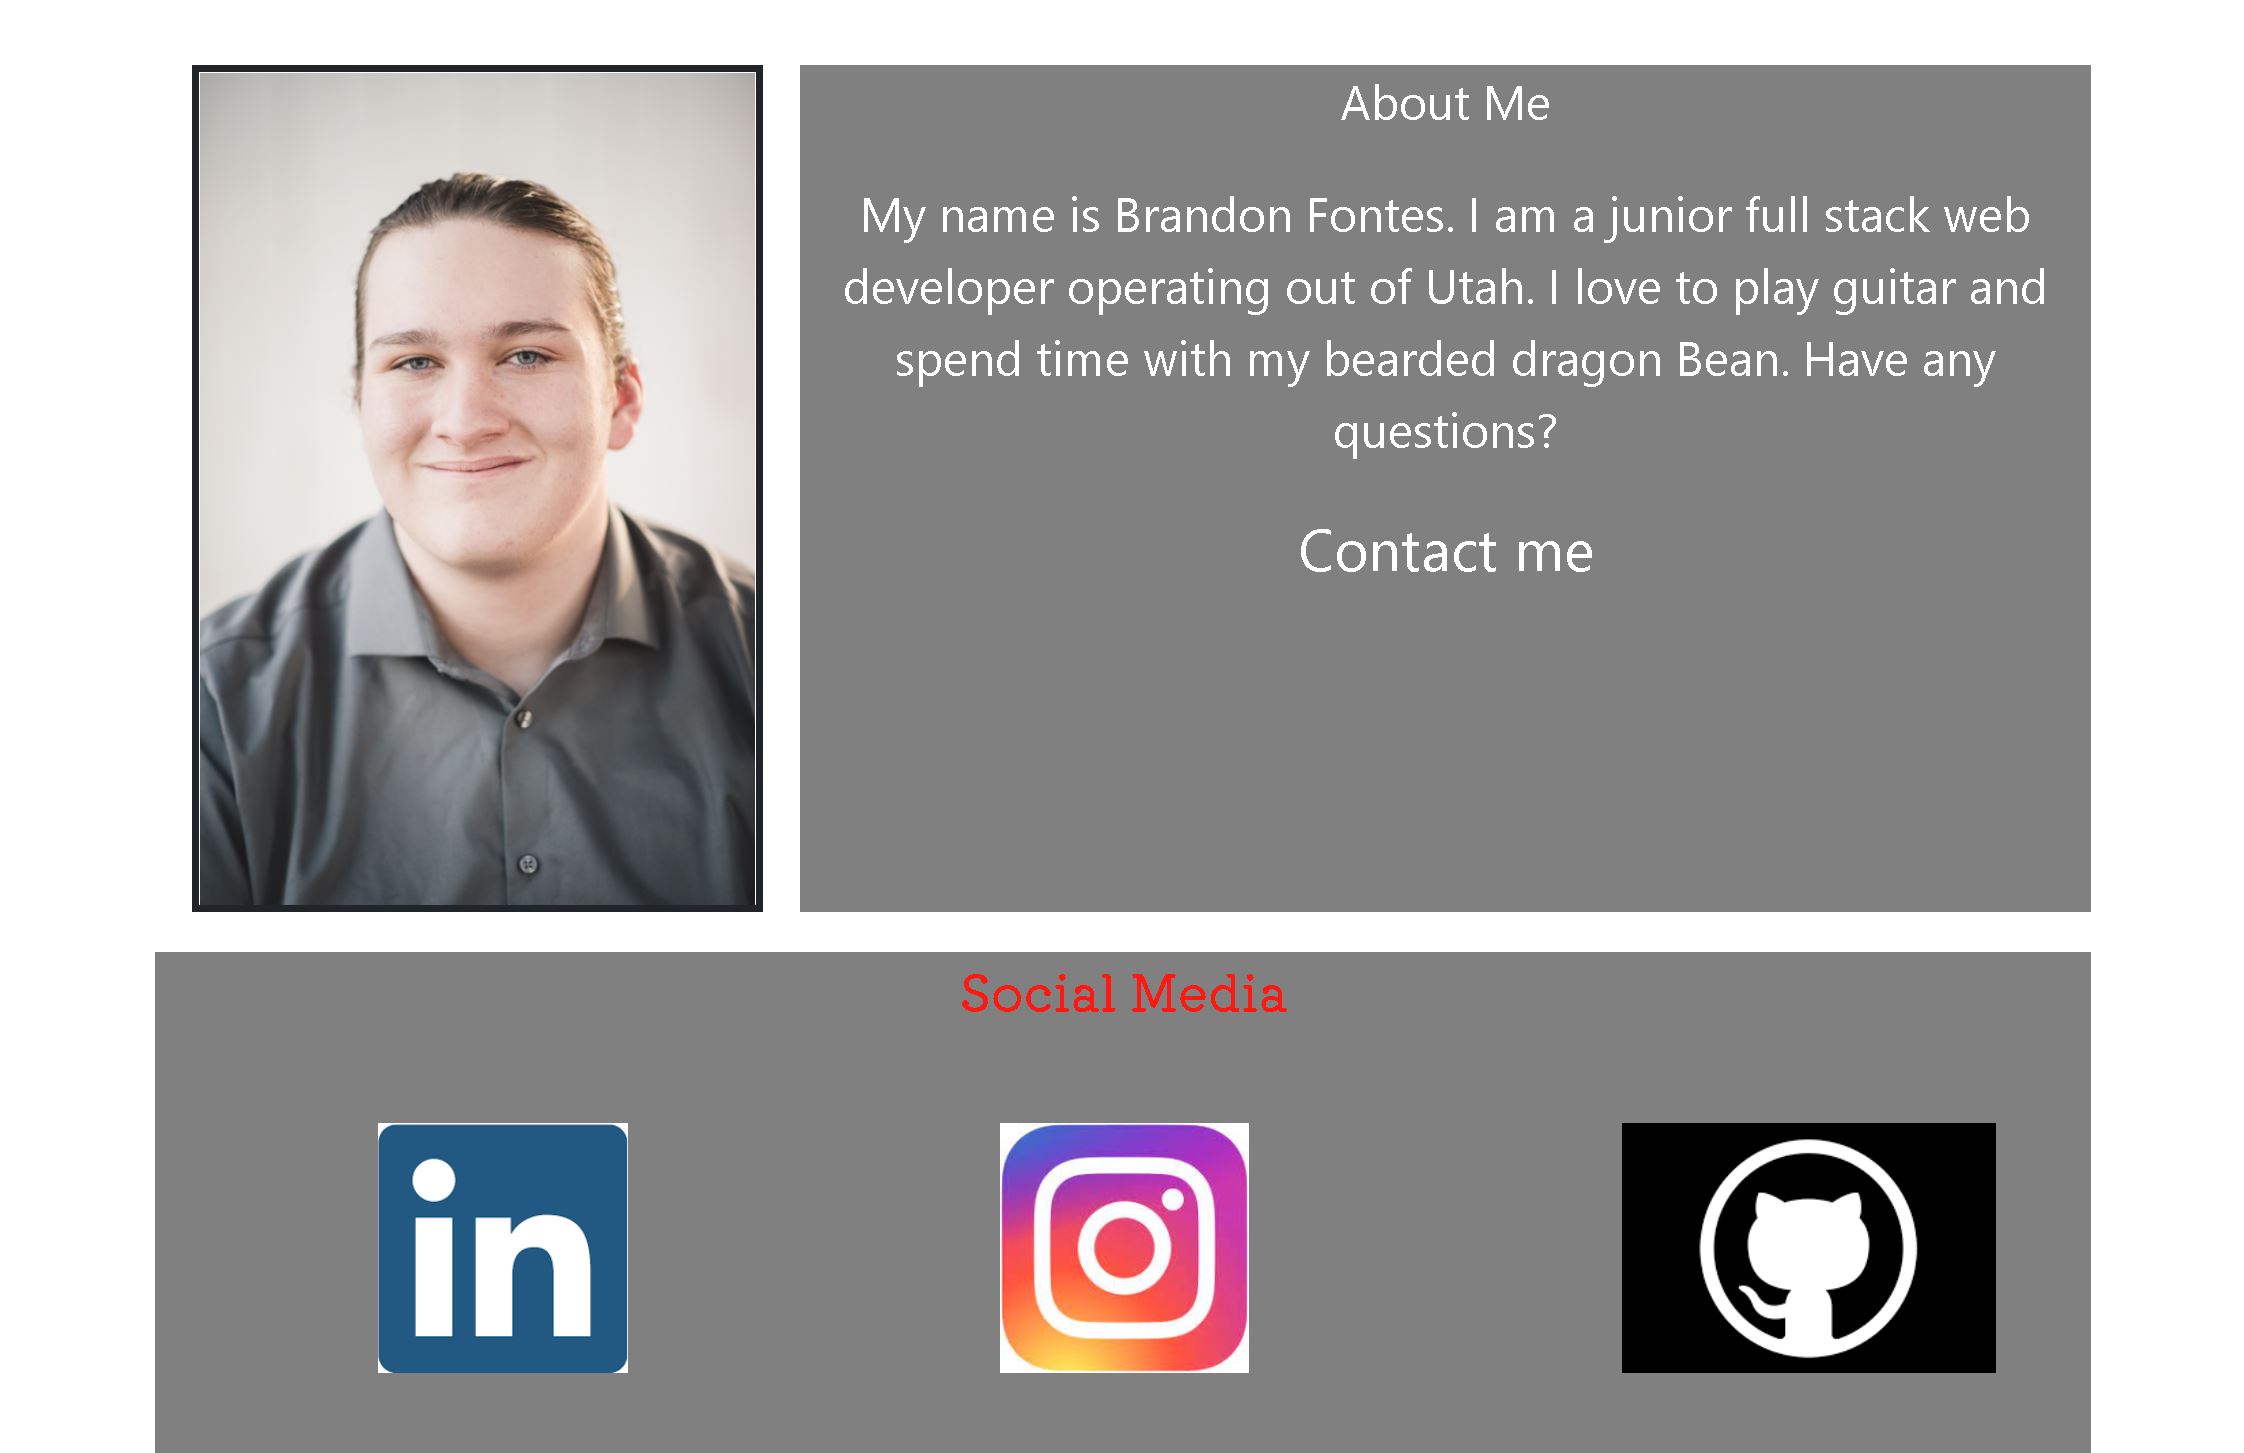 About Me
My name is Brandon Fontes. I am a junior full stack web
developer operating out of Utah. I love to play guitar and
spend time with my bearded dragon Bean. Have any
questions?
Contact me
Social Media
in